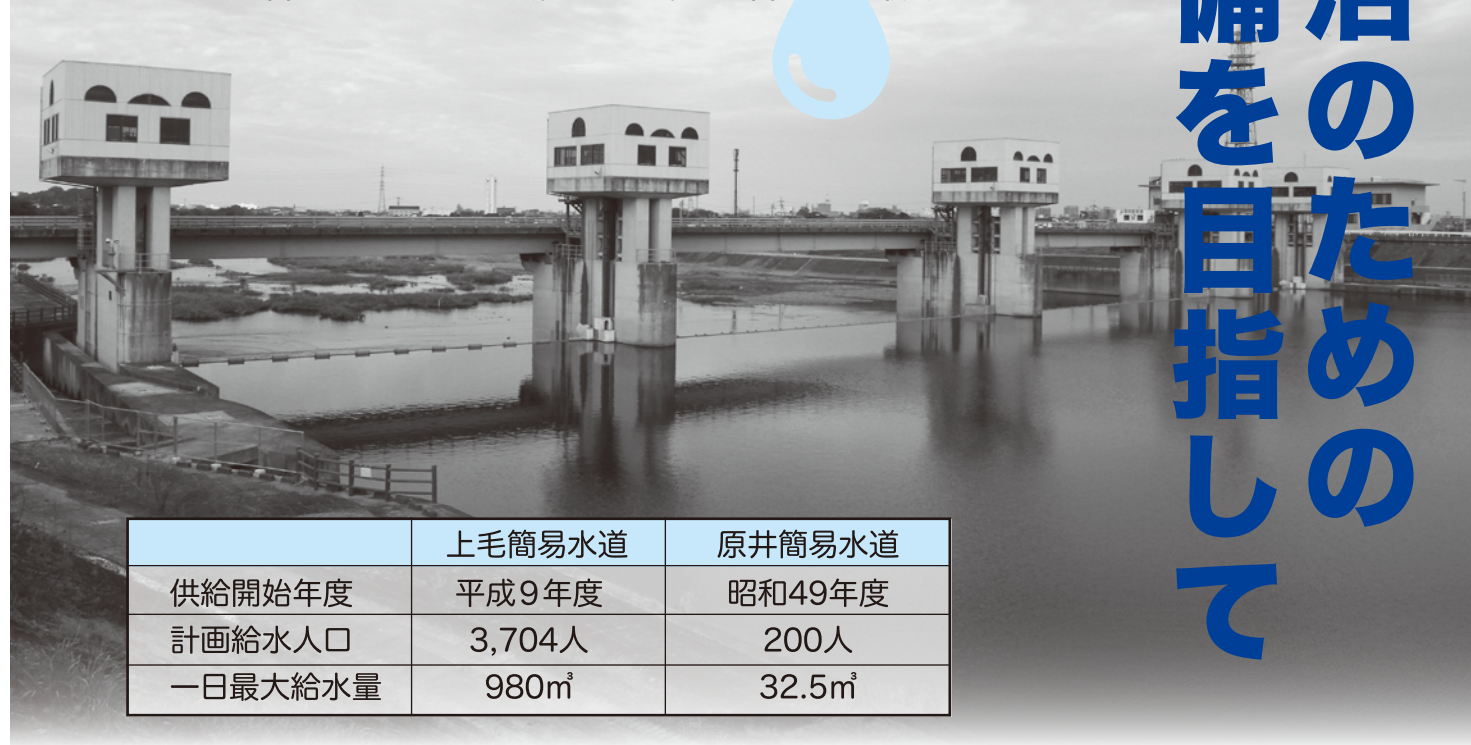 のための
を目指して
上毛簡易水道 原井簡易水道
供給開始年度 平成9年度 昭和49年度
計画給水人口 3,704人 200人
一日最大給水量 980㎥ 32.5㎥